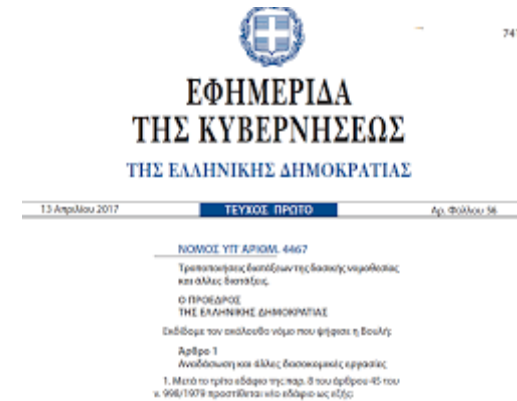 741
ΕΦΗΜΕΡΙΔΑ
ΤΗΣ ΚΥΒΕΡΝΗΣΕΩΣ
ΤΗΣ ΕΛΛΗΝΙΚΗΣ ΔΗΜΟΚΡΑΤΙΑΣ
13 Απριλίου 2017 ΤΕΥΧΟΣ ΠΡΩΤΟ Αρ. Φύλλου 56
ΝΟΜΟΣ ΥΠ’ ΑΡΙΘΜ. 4467
Τροποποιήσεις διατάξεων της δασικής νομοθεσίας
και άλλες διατάξεις.
Ο ΠΡΟΕΔΡΟΣ
ΤΗΣ ΕΛΛΗΝΙΚΗΣ ΔΗΜΟΚΡΑΤΙΑΣ
Εκδίδομε τον ακόλουθο νόμο που ψήφισε η Βουλή:
Άρθρο 1
Αναδάσωση και άλλες δασοκομικές εργασίες
1. Μετά το τρίτο εδάφιο της παρ. 8 του άρθρου 45 του
ν. 998/1979 προστίθεται νέο εδάφιο ως εξής: